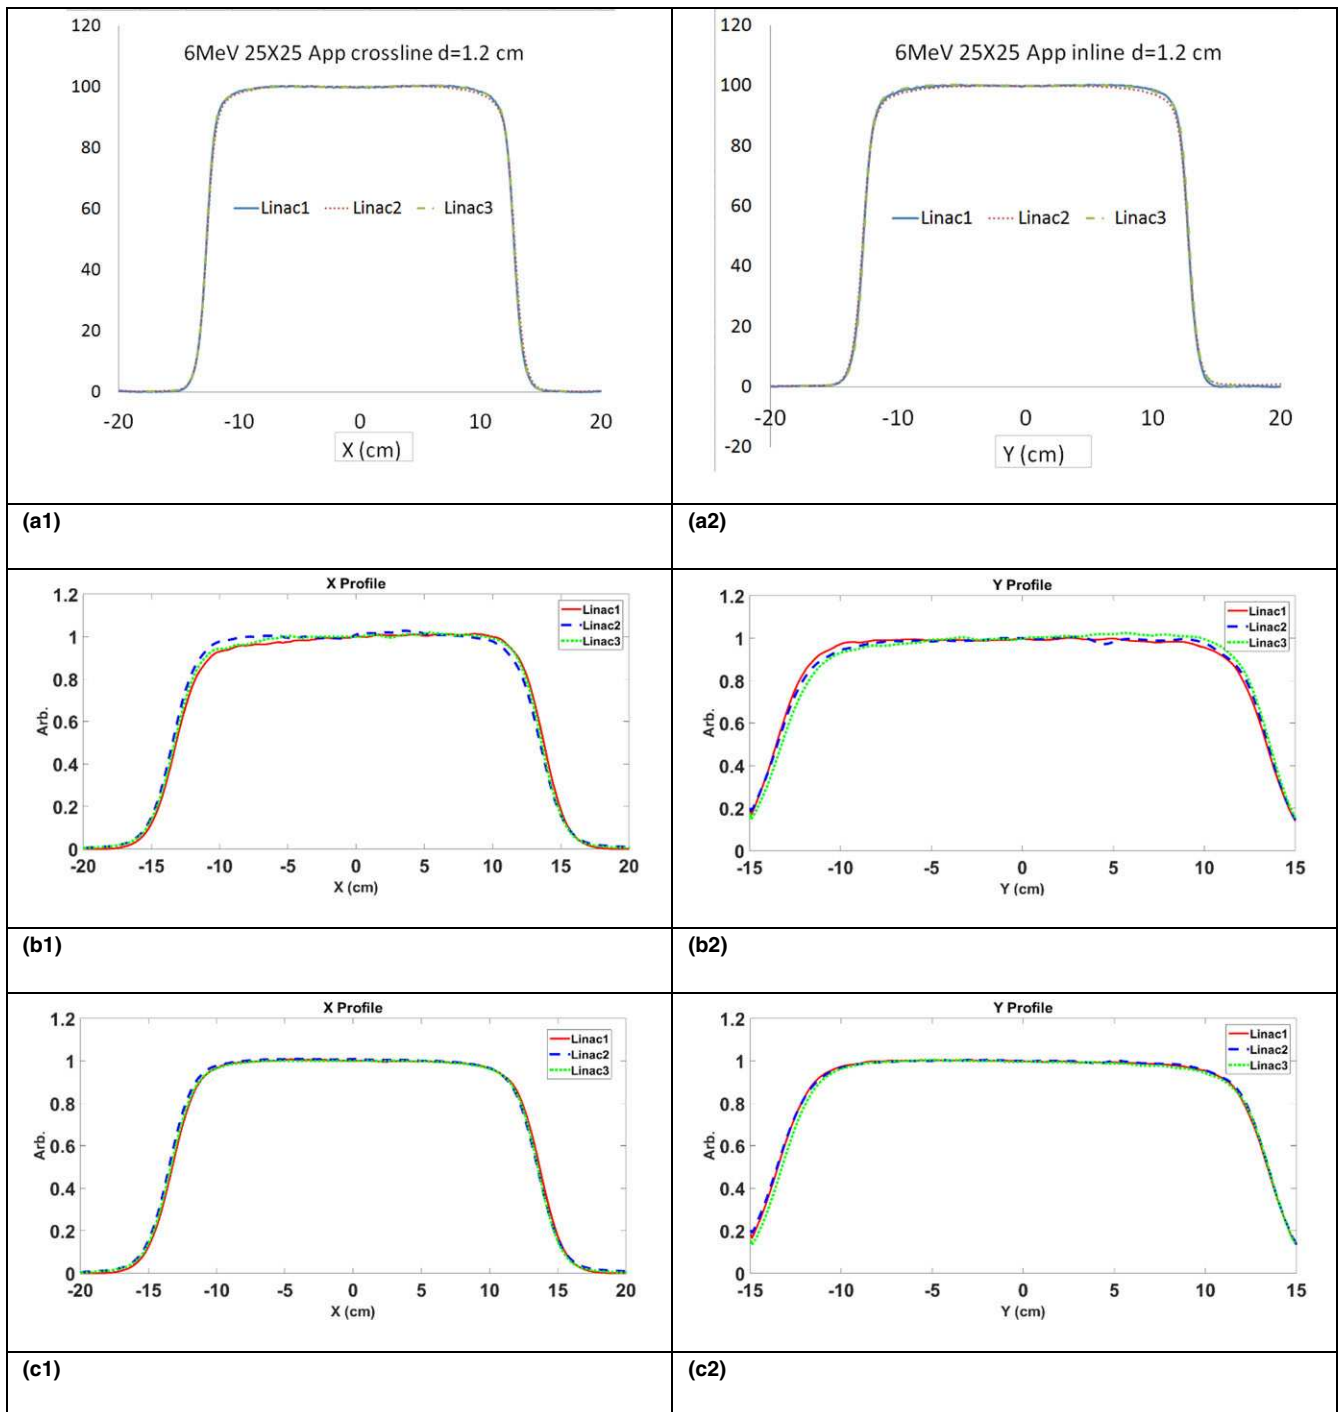 120
6MeV 25X25 App crossline d=1.2 cm
100
80
60
Linac1 Linac2 Linac3
40
20
0
-20 -10 0 10 20
X (cm)
120
6MeV 25X25 App inline d=1.2 cm
100
80
60
Linac1 Linac2 Linac3
40
20
0
-20 -10 0 10 20
-20
Y (cm)
(a1)
(a2)
X Profile
1.2
Linac1
Linac2
Linac3
1
0.8
0.6
Arb.
0.4
0.2
0
-20 -15 -10 -5 0 5 10 15 20
X (cm)
Y Profile
1.2
Linac1
Linac2
Linac3
1
0.8
0.6
Arb.
0.4
0.2
0
-15 -10 -5 0 5 10 15
Y (cm)
(b1)
(b2)
X Profile
1.2
Linac1
Linac2
Linac3
1
0.8
0.6
Arb.
0.4
0.2
0
-20 -15 -10 -5 0 5 10 15 20
X (cm)
Y Profile
1.2
Linac1
Linac2
Linac3
1
0.8
0.6
Arb.
0.4
0.2
0
-15 -10 -5 0 5 10 15
Y (cm)
(c1)
(c2)